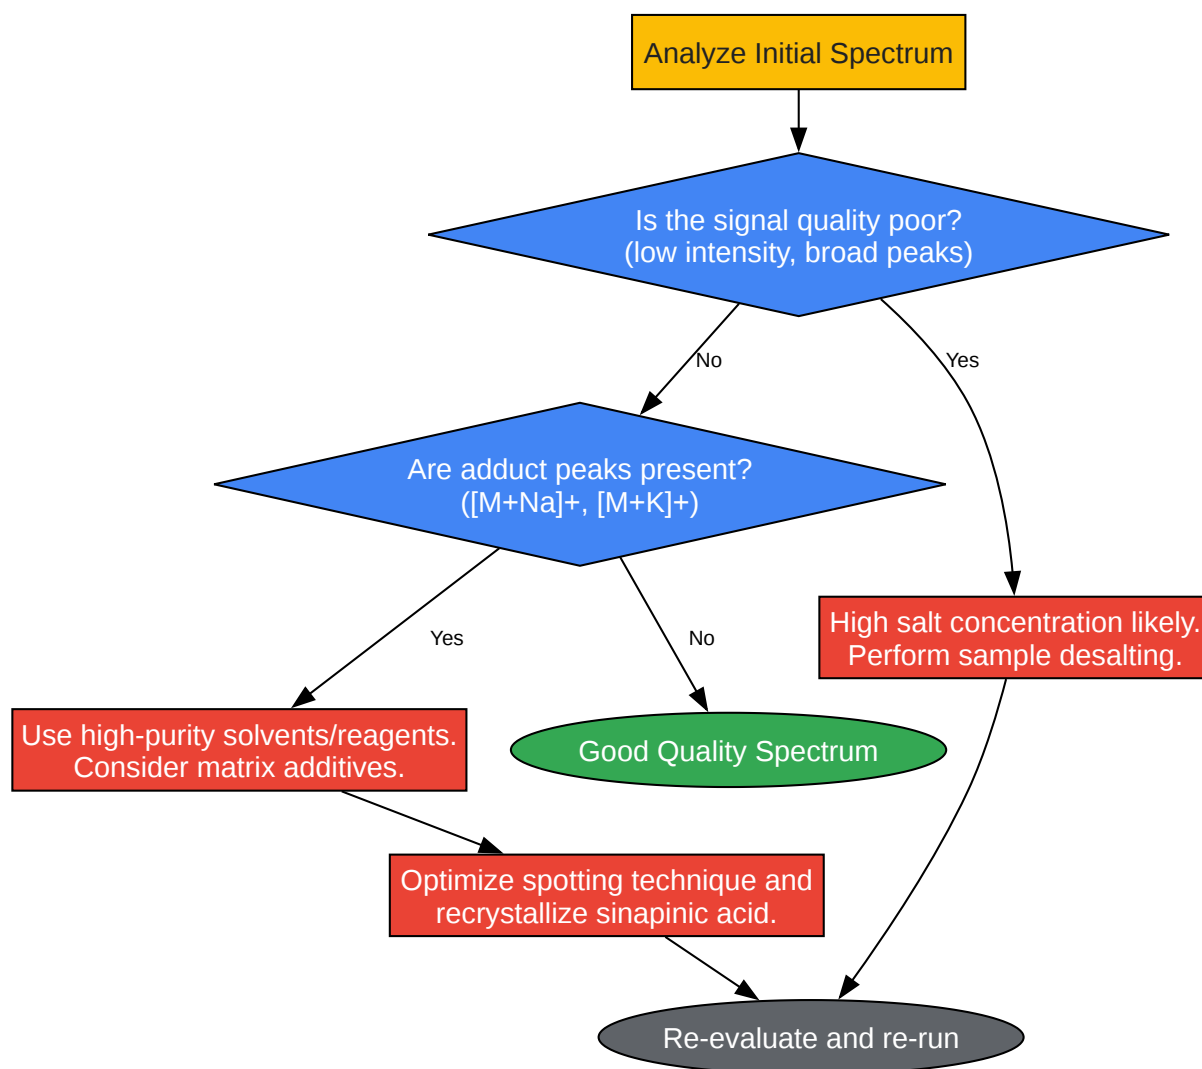 Analyze Initial Spectrum
Is the signal quality poor?
(low intensity, broad peaks)
No
Yes
Are adduct peaks present?
([M+Na]+, [M+K]+)
High salt concentration likely.
Perform sample desalting.
Yes
No
Use high-purity solvents/reagents.
Consider matrix additives.
Good Quality Spectrum
Optimize spotting technique and
recrystallize sinapinic acid.
Re-evaluate and re-run